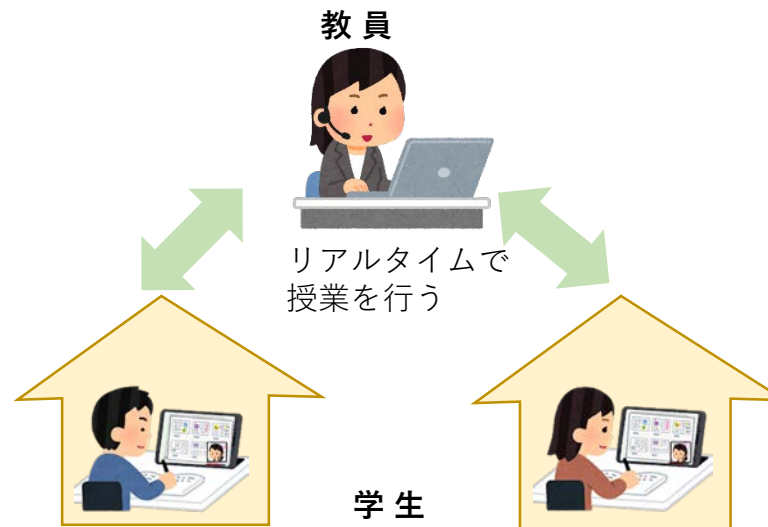 教 員
リアルタイムで
授業を行う
学 生